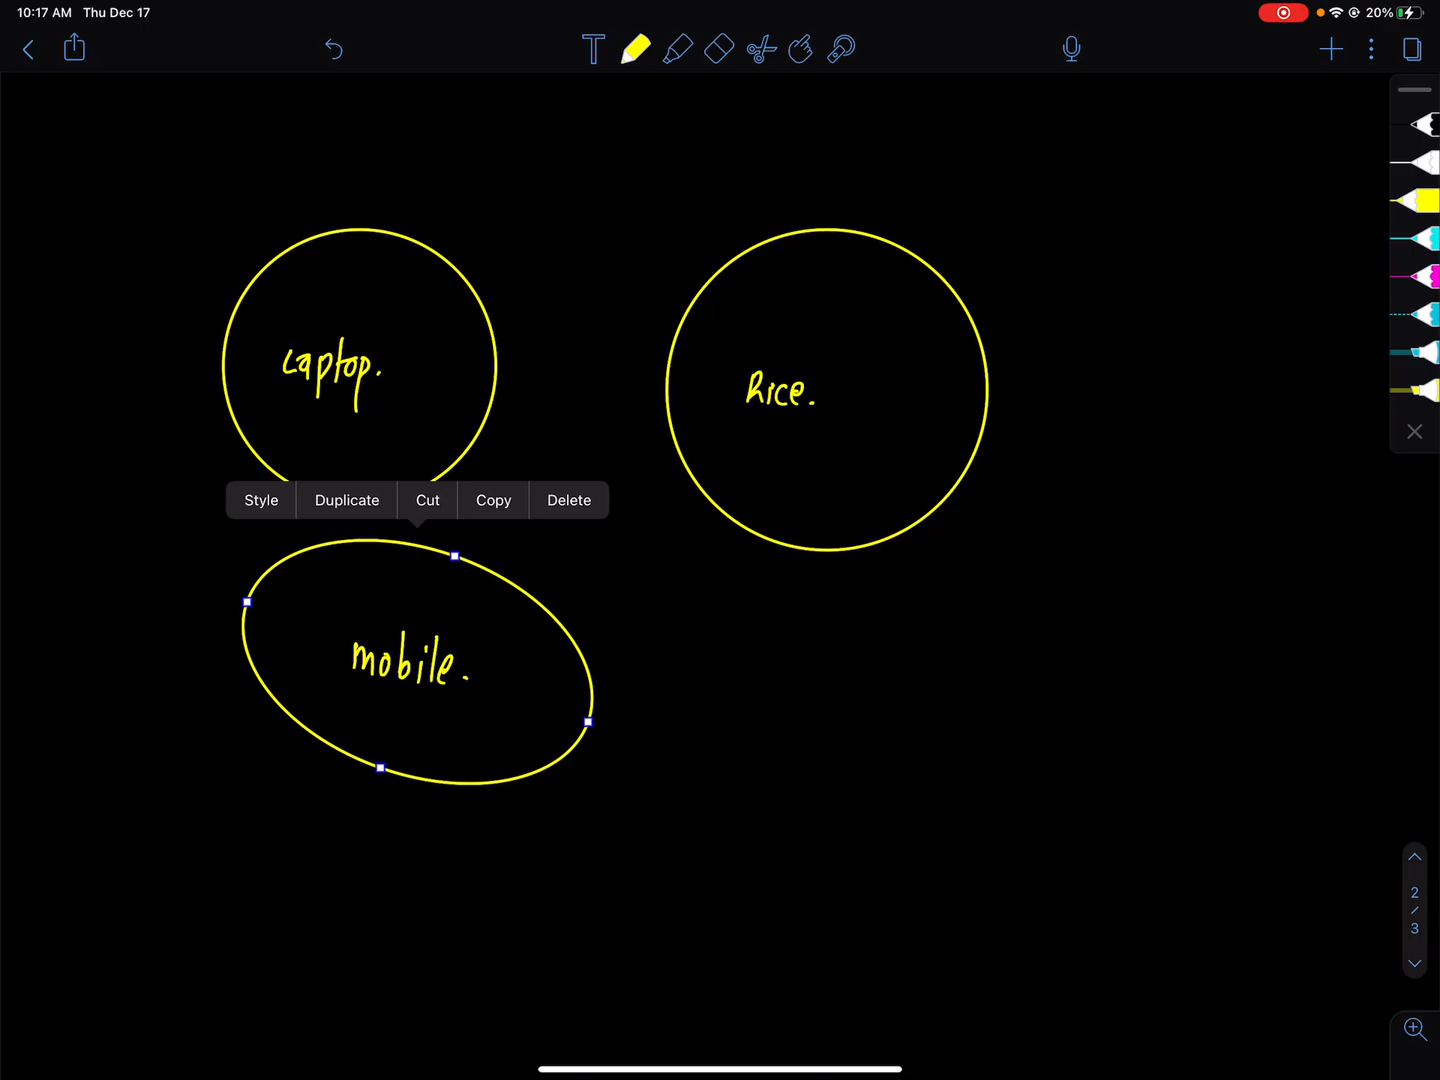 10:17 AM Thu Dec 17
20%
T
Laptop.
Rice.
Style Duplicate Cut Copy Delete
mobile.
2
/
3